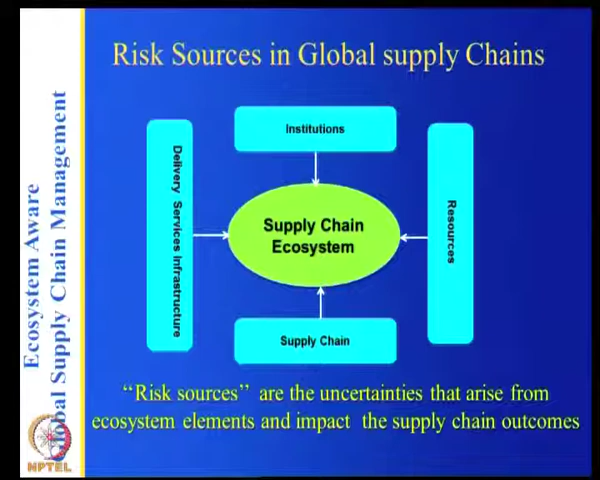 Risk Sources in Global supply Chains
Ecosystem Aware
Global Supply Chain Management
Institutions
Delivery Services Infrastructure
Supply Chain
Ecosystem
Resources
Supply Chain
“Risk sources” are the uncertainties that arise from
ecosystem elements and impact the supply chain outcomes
NPTEL